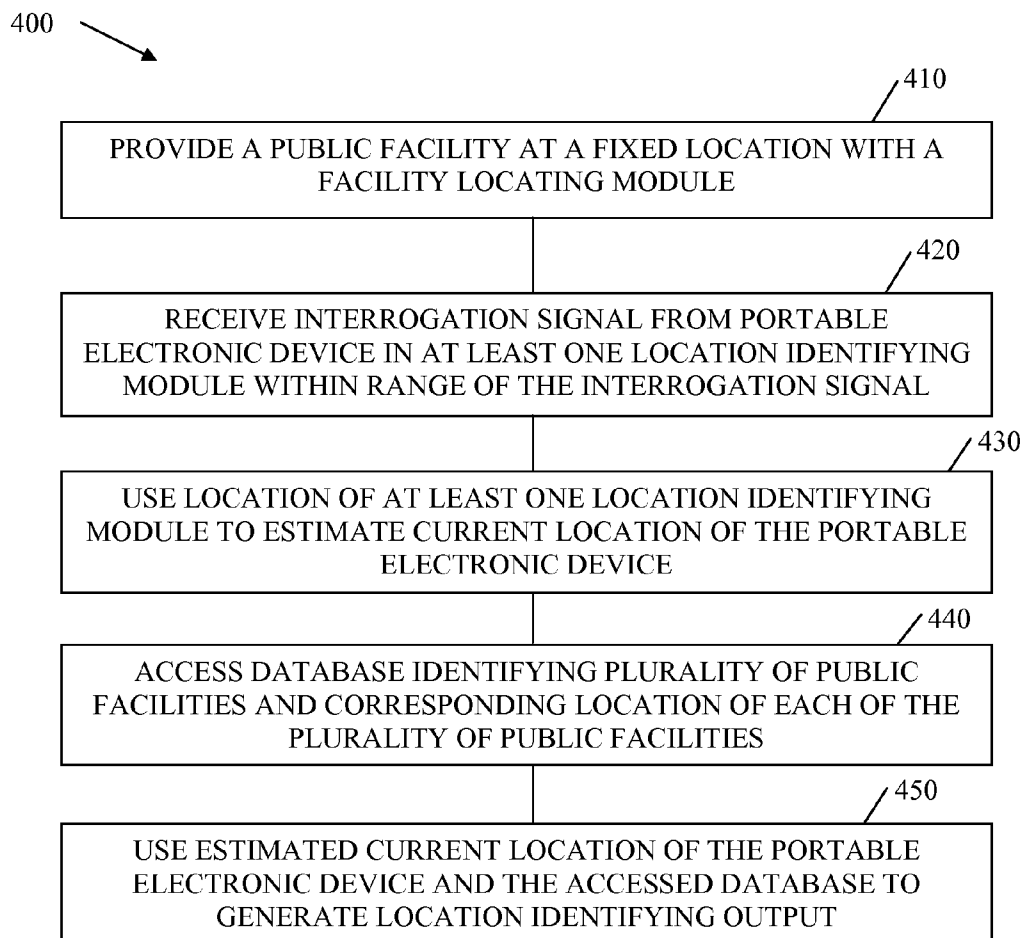 400
410
PROVIDE A PUBLIC FACILITY AT A FIXED LOCATION WITH A
FACILITY LOCATING MODULE
420
RECEIVE INTERROGATION SIGNAL FROM PORTABLE
ELECTRONIC DEVICE IN AT LEAST ONE LOCATION IDENTIFYING
MODULE WITHIN RANGE OF THE INTERROGATION SIGNAL
430
USE LOCATION OF AT LEAST ONE LOCATION IDENTIFYING
MODULE TO ESTIMATE CURRENT LOCATION OF THE PORTABLE
ELECTRONIC DEVICE
440
ACCESS DATABASE IDENTIFYING PLURALITY OF PUBLIC
FACILITIES AND CORRESPONDING LOCATION OF EACH OF THE
PLURALITY OF PUBLIC FACILITIES
450
USE ESTIMATED CURRENT LOCATION OF THE PORTABLE
ELECTRONIC DEVICE AND THE ACCESSED DATABASE TO
GENERATE LOCATION IDENTIFYING OUTPUT